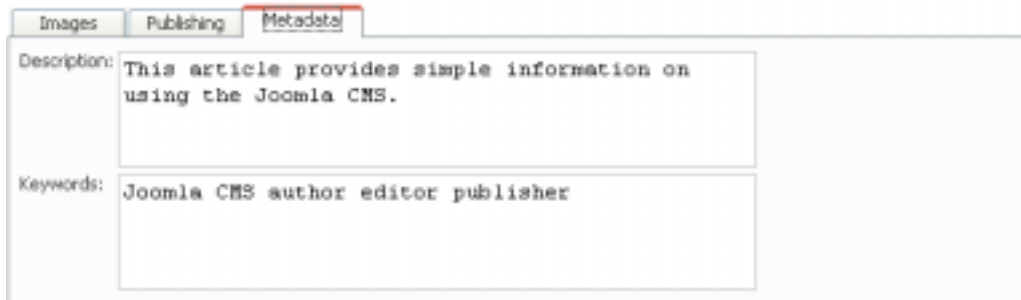 Images Publishing Metadata
Description: This article provides simple information on
using the Joomla CMS.
Keywords: Joomla CMS author editor publisher